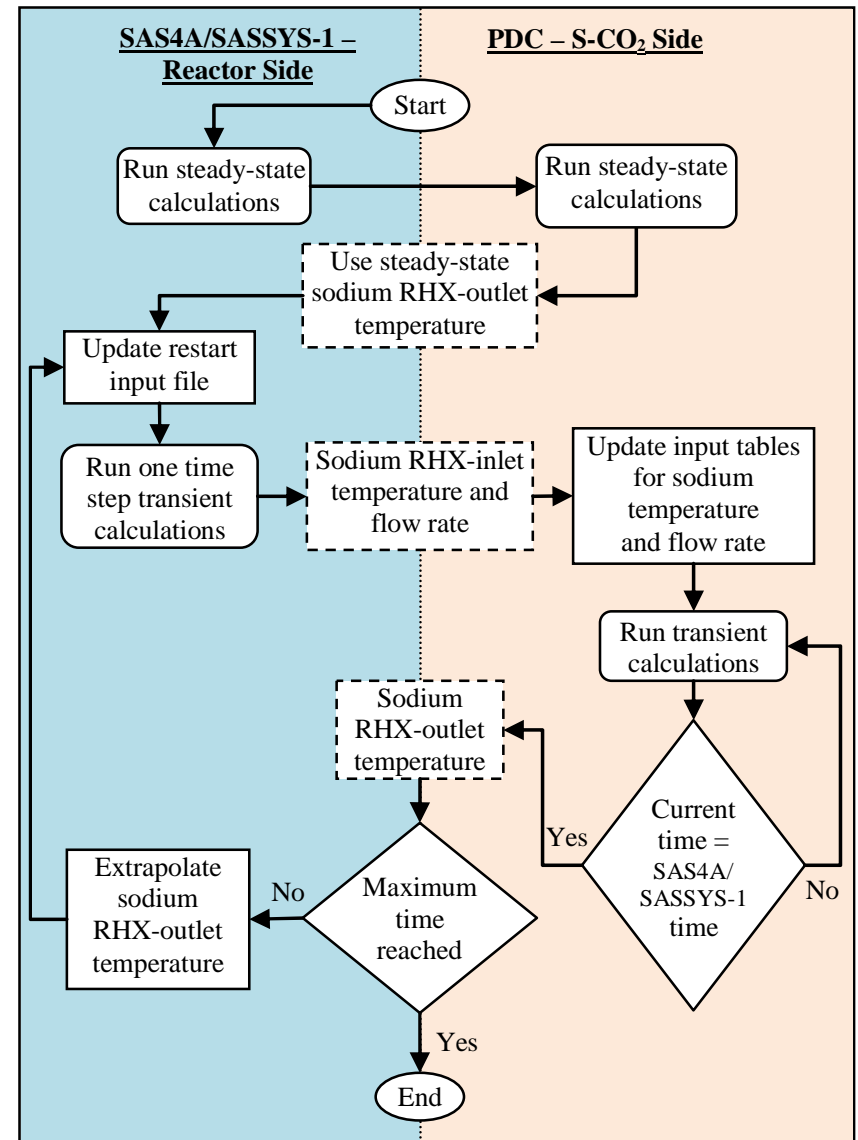 SAS4A/SASSYS-1 –
Reactor Side
PDC – S-CO₂ Side
Start
Run steady-state
calculations
Run steady-state
calculations
Use steady-state
sodium RHX-outlet
temperature
Update restart
input file
Run one time
step transient
calculations
Sodium RHX-inlet
temperature and
flow rate
Update input tables
for sodium
temperature
and flow rate
Run transient
calculations
Sodium
RHX-outlet
temperature
Current
time =
SAS4A/
SASSYS-1
time
Yes
No
Maximum
time
reached
No
Extrapolate
sodium
RHX-outlet
temperature
Yes
End